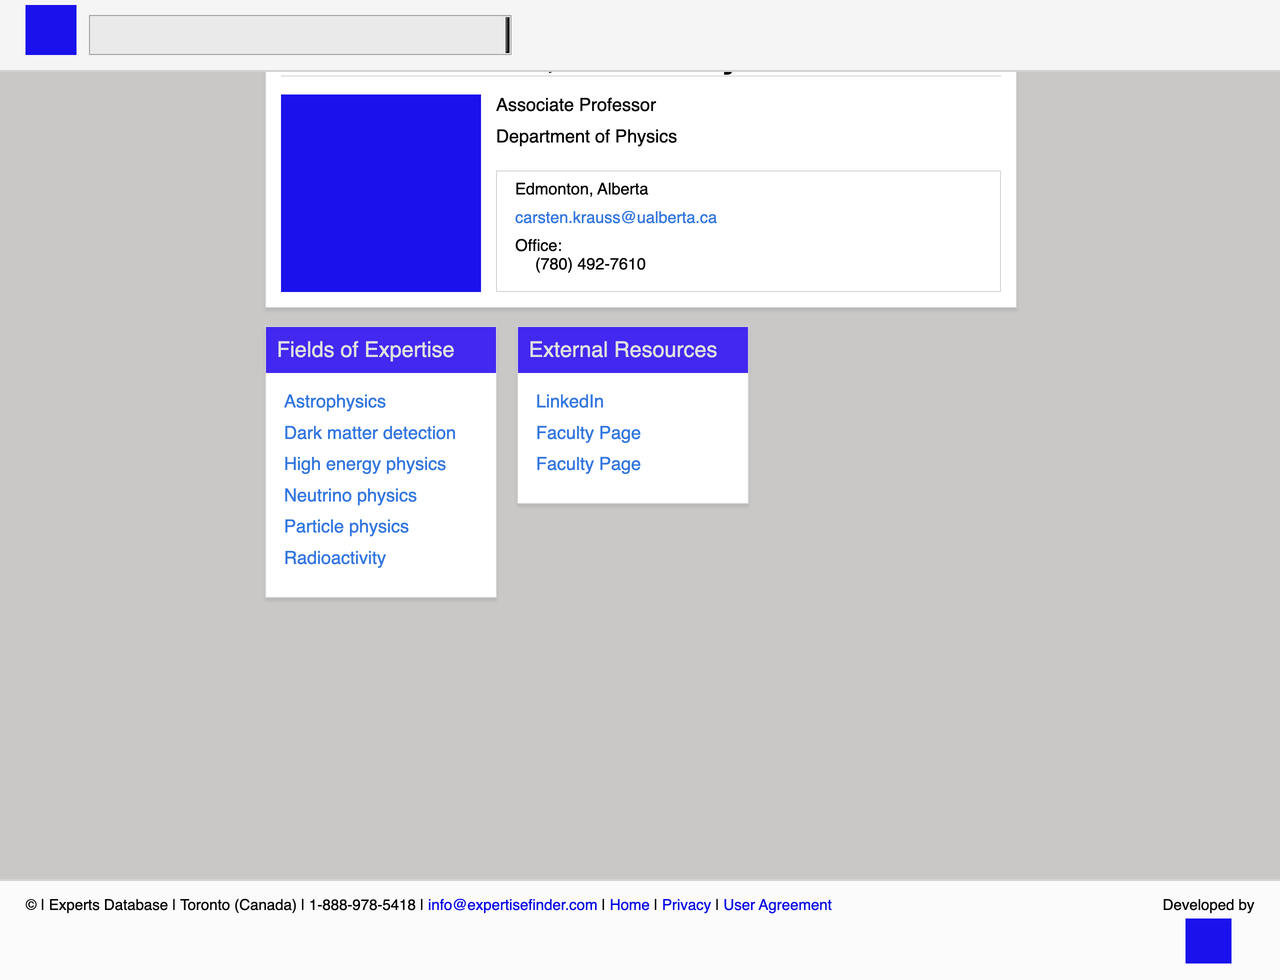 Associate Professor
Department of Physics
Edmonton, Alberta
carsten.krauss@ualberta.ca
Office:
(780) 492-7610
Fields of Expertise
Astrophysics
Dark matter detection
High energy physics
Neutrino physics
Particle physics
Radioactivity
External Resources
LinkedIn
Faculty Page
Faculty Page
© | Experts Database | Toronto (Canada) | 1-888-978-5418 | info@expertisefinder.com | Home | Privacy | User Agreement
Developed by